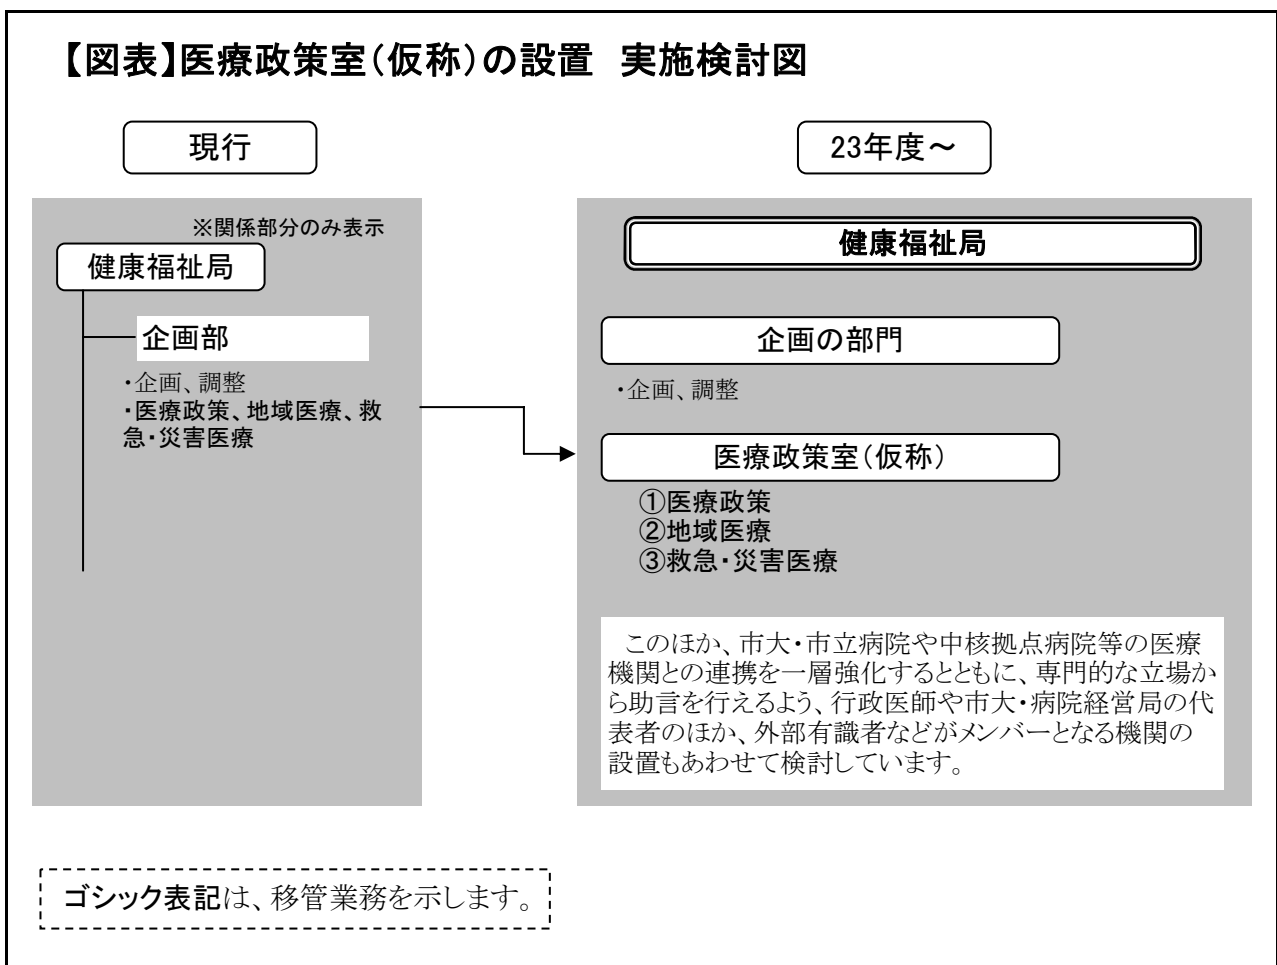 【図表】医療政策室（仮称）の設置　実施検討図
現行
※関係部分のみ表示
健康福祉局
企画部
・企画、調整
・医療政策、地域医療、救
急・災害医療
23年度～
健康福祉局
企画の部門
・企画、調整
医療政策室（仮称）
①医療政策
②地域医療
③救急・災害医療
このほか、市大・市立病院や中核拠点病院等の医療
機関との連携を一層強化するとともに、専門的な立場か
ら助言を行えるよう、行政医師や市大・病院経営局の代
表者のほか、外部有識者などがメンバーとなる機関の
設置もあわせて検討しています。
ゴシック表記は、移管業務を示します。